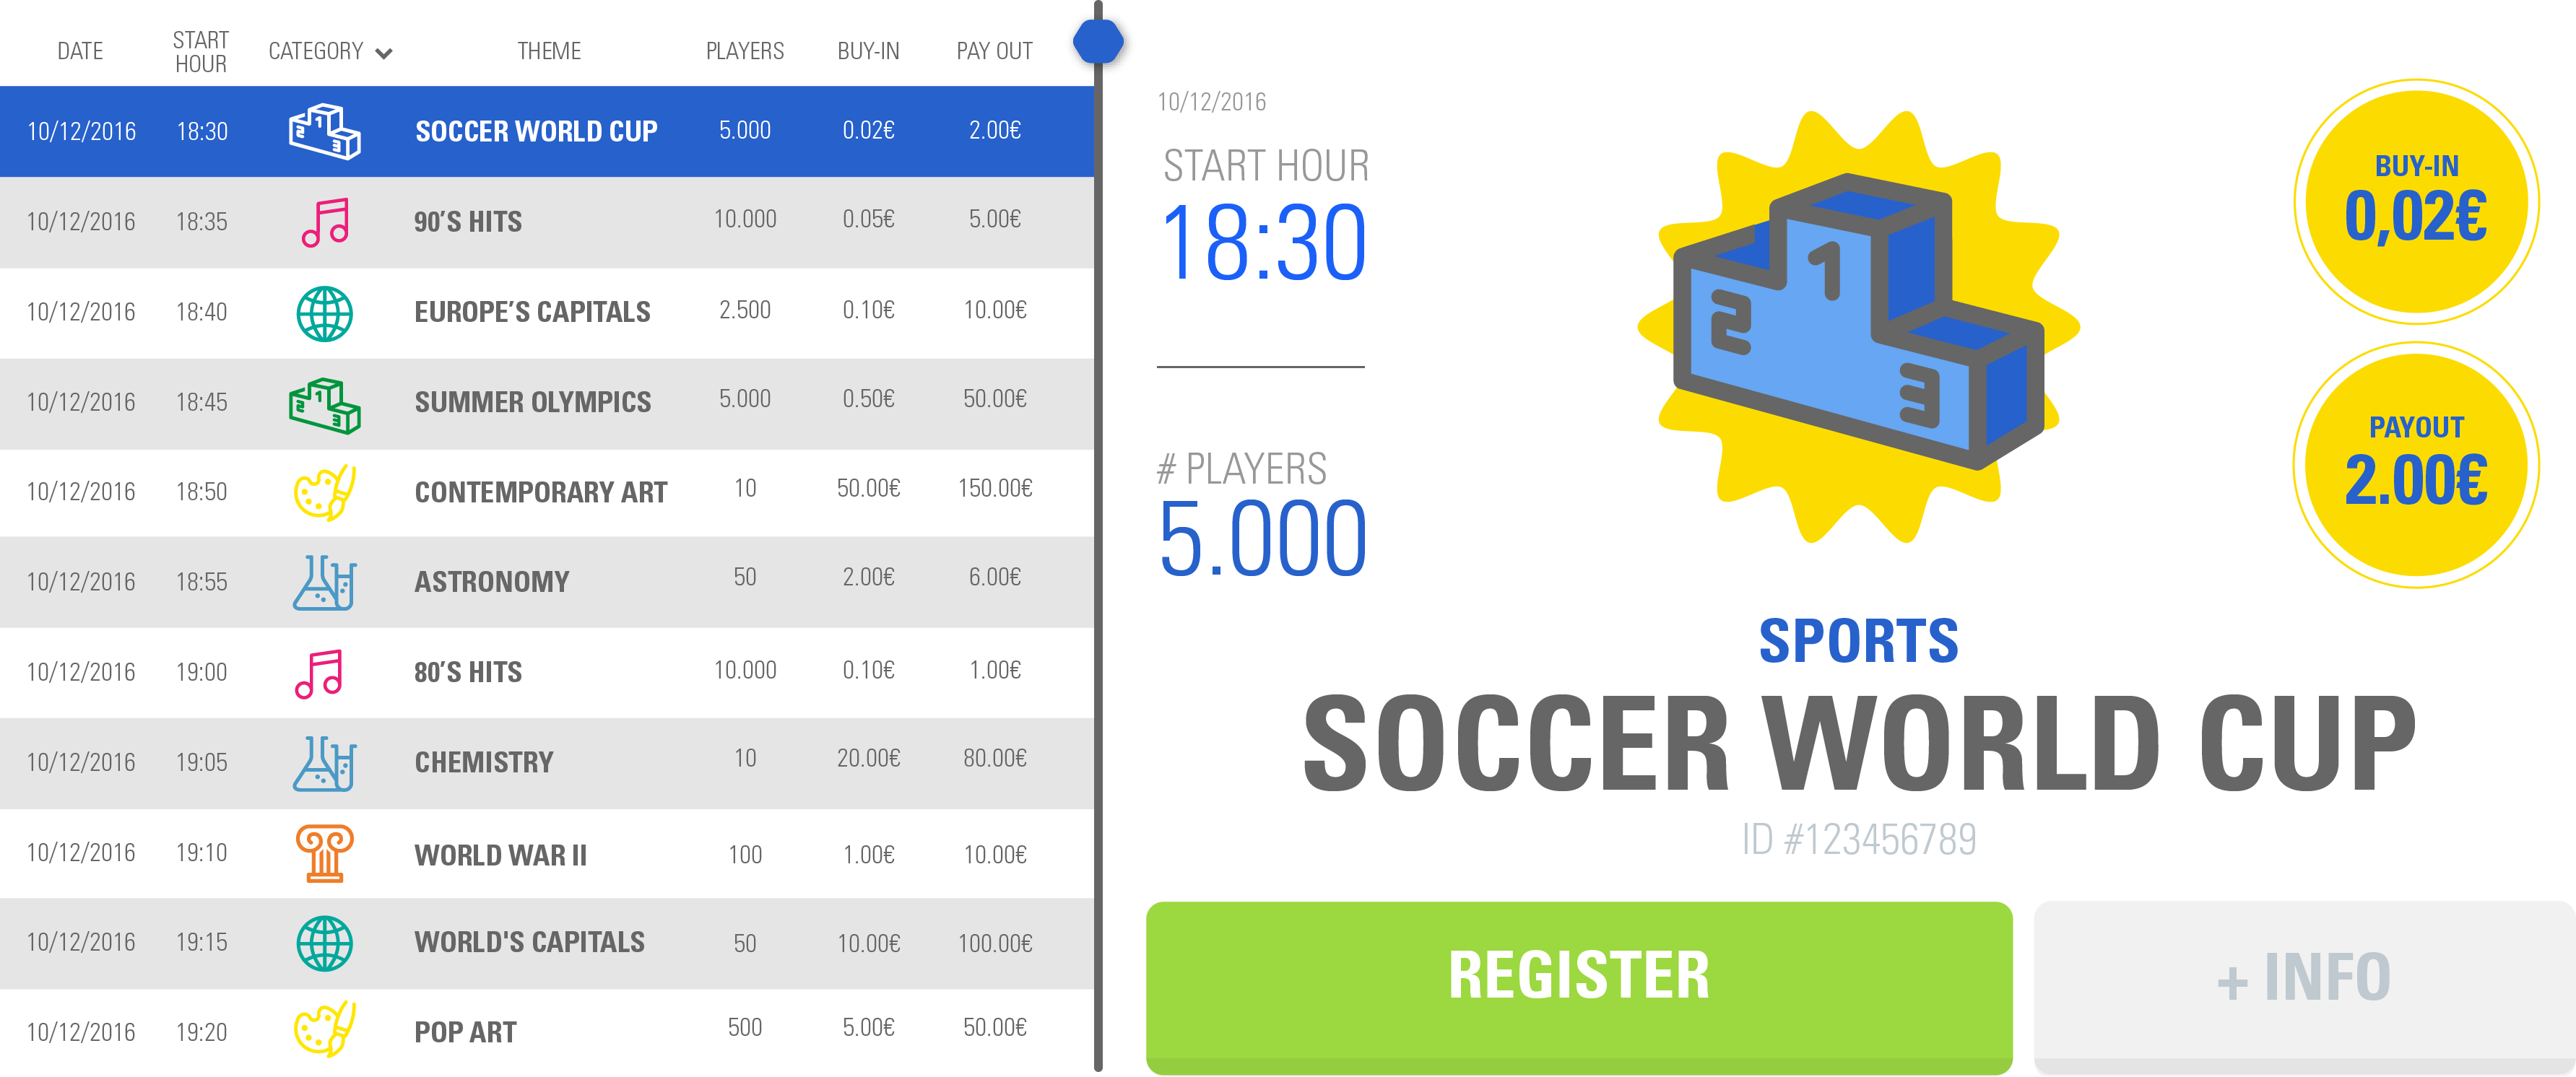 DATE START HOUR CATEGORY THEME PLAYERS BUY-IN PAY OUT
10/12/2016 18:30 1 2 3 SOCCER WORLD CUP 5.000 0.02€ 2.00€
10/12/2016 18:35 90’S HITS 10.000 0.05€ 5.00€
10/12/2016 18:40 EUROPE’S CAPITALS 2.500 0.10€ 10.00€
10/12/2016 18:45 1 2 3 SUMMER OLYMPICS 5.000 0.50€ 50.00€
10/12/2016 18:50 CONTEMPORARY ART 10 50.00€ 150.00€
10/12/2016 18:55 ASTRONOMY 50 2.00€ 6.00€
10/12/2016 19:00 80’S HITS 10.000 0.10€ 1.00€
10/12/2016 19:05 CHEMISTRY 10 20.00€ 80.00€
10/12/2016 19:10 WORLD WAR II 100 1.00€ 10.00€
10/12/2016 19:15 WORLD'S CAPITALS 50 10.00€ 100.00€
10/12/2016 19:20 POP ART 500 5.00€ 50.00€
10/12/2016
START HOUR
18:30
# PLAYERS
5.000
1
2
3
BUY-IN
0,02€
PAYOUT
2.00€
SPORTS
SOCCER WORLD CUP
ID #123456789
REGISTER
+ INFO